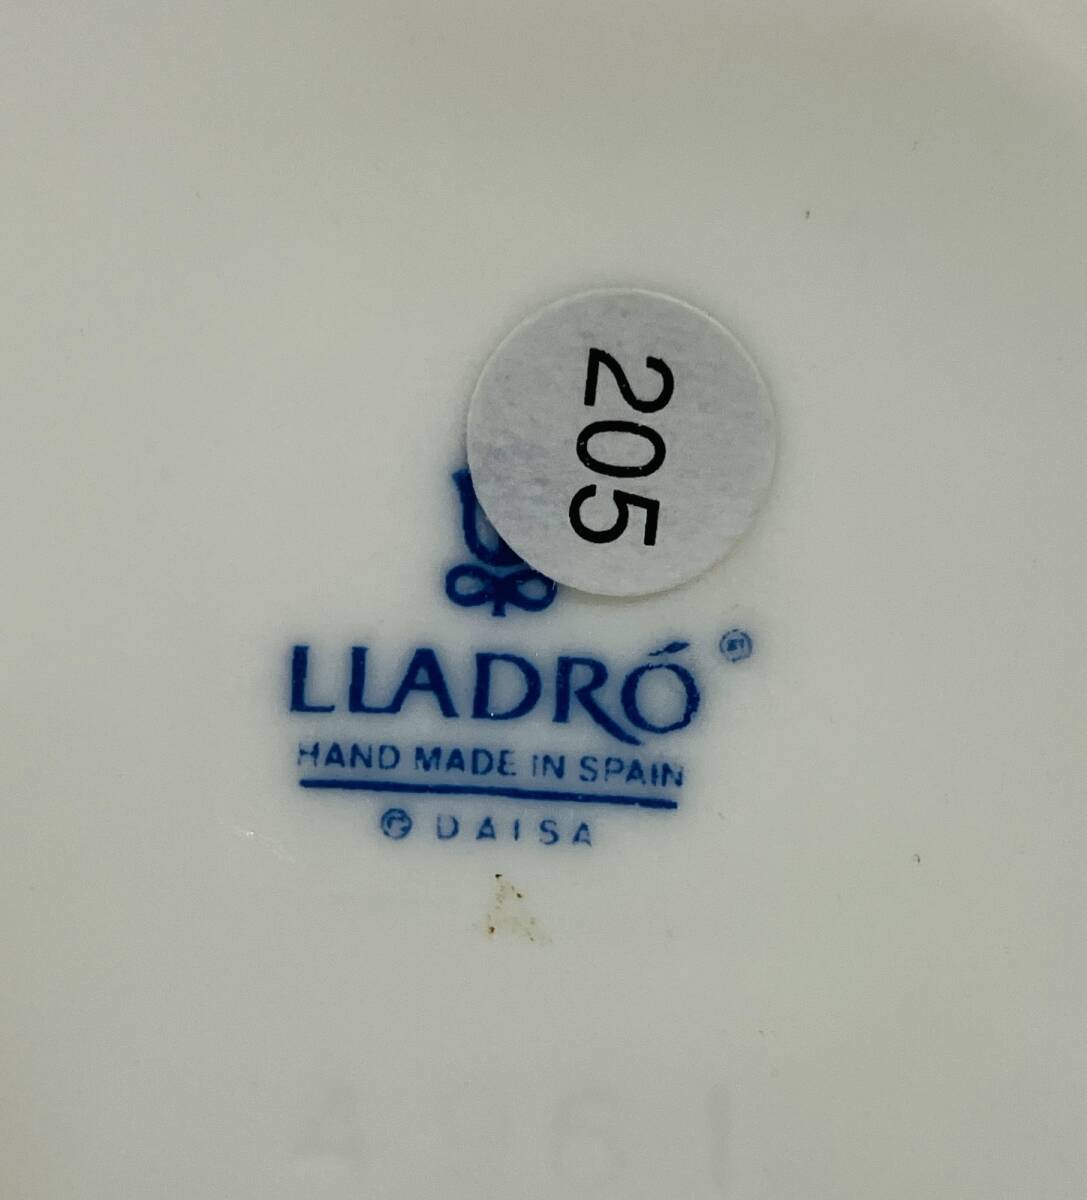 205
LLADRÓ
HAND MADE IN SPAIN
© DAISA